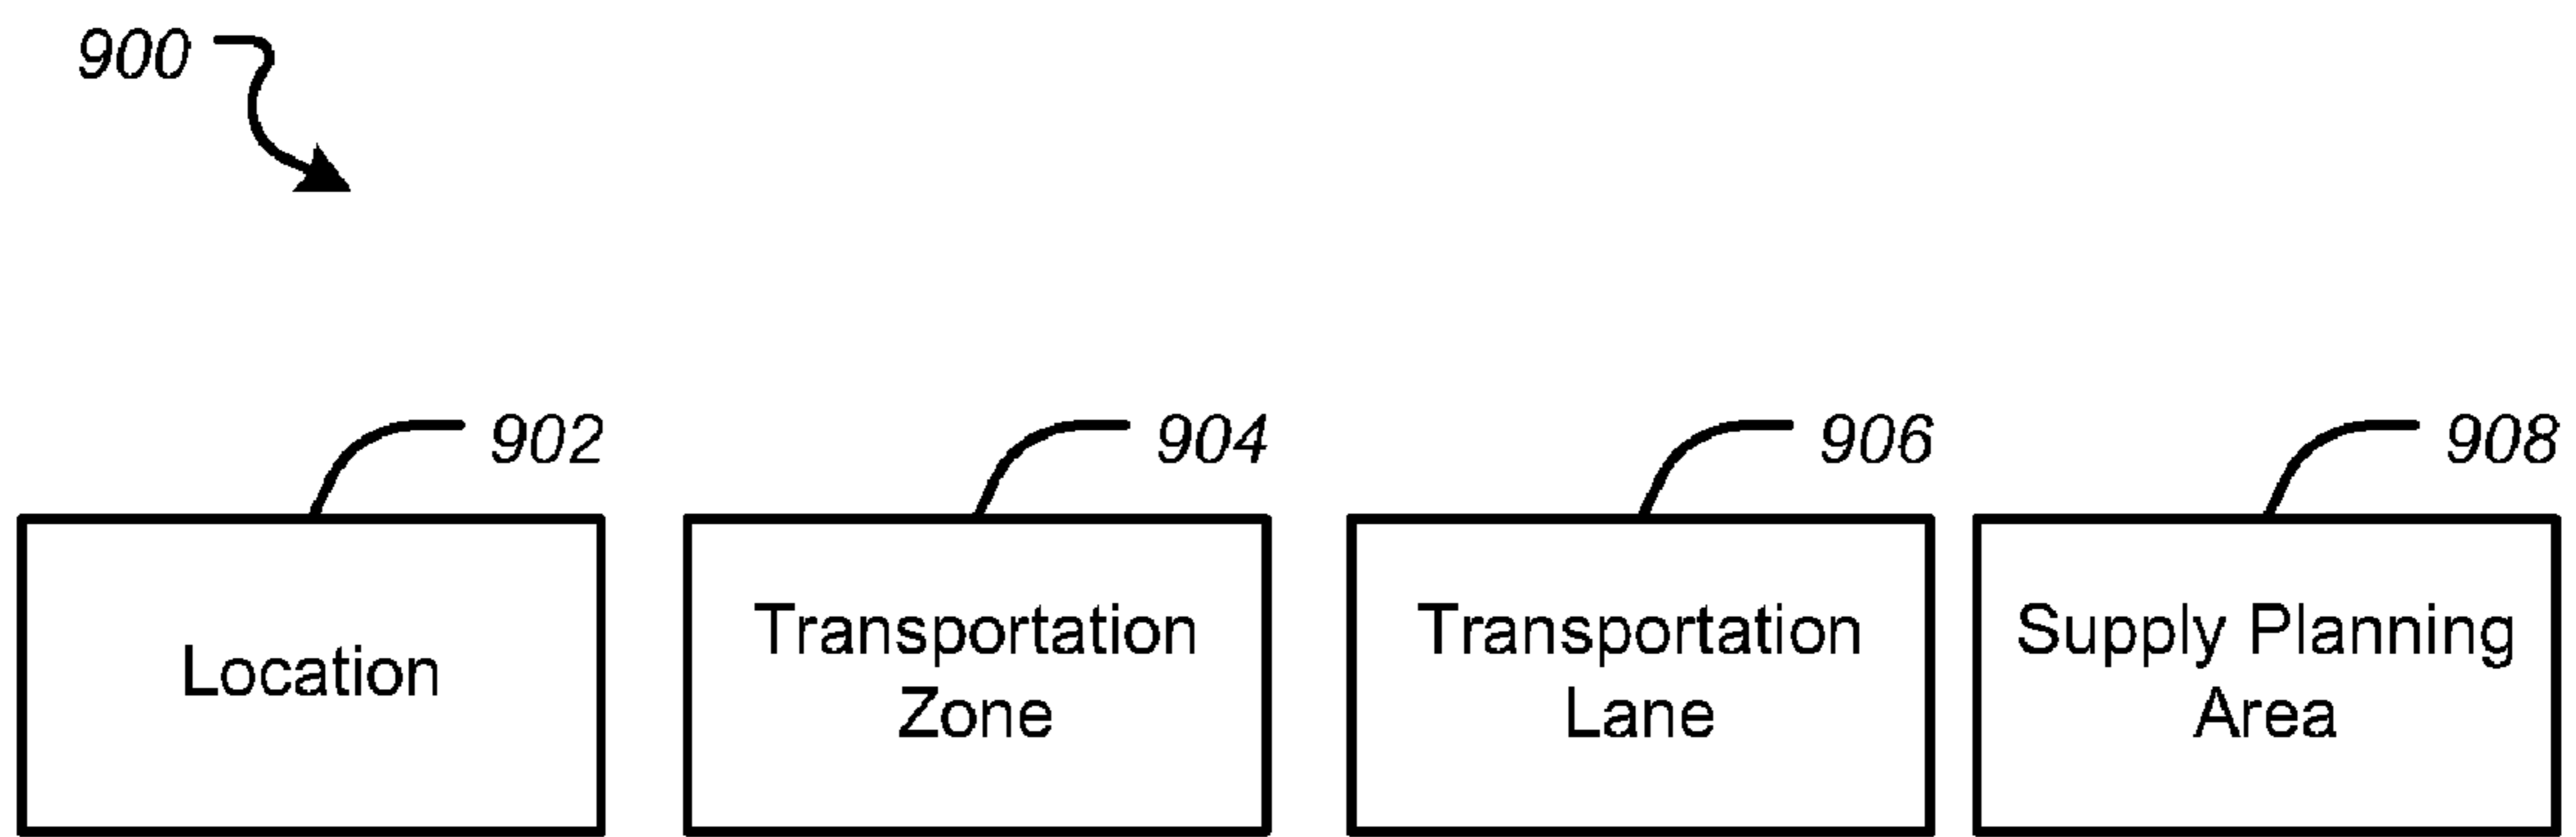 900
902
904
906
908
Location
Transportation
Zone
Transportation
Lane
Supply Planning
Area